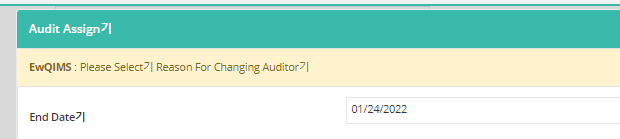 Audit Assign기
EwQIMS : Please Select기 Reason For Changing Auditor기
End Date기
01/24/2022